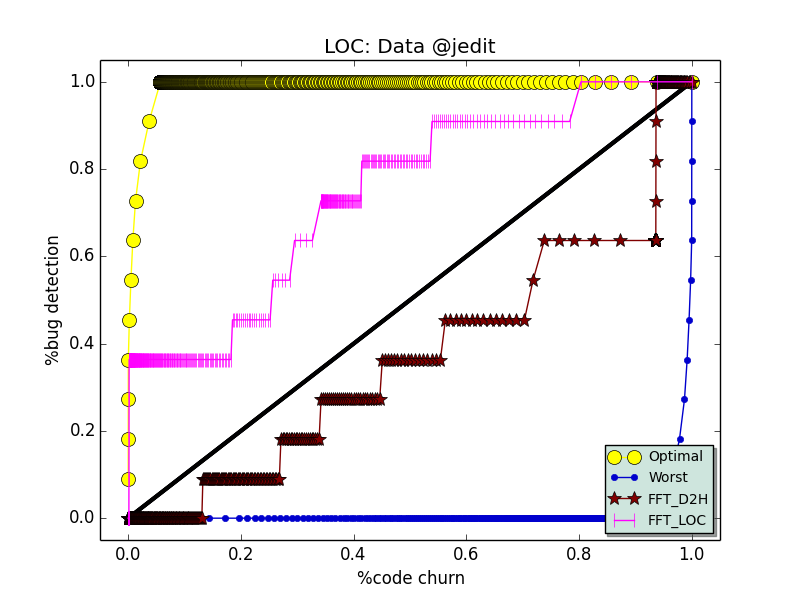 LOC: Data @jedit
1.0
0.8
0.6
0.4
0.2
0.0
%bug detection
Optimal
Worst
FFT_D2H
FFT_LOC
0.0 0.2 0.4 0.6 0.8 1.0
%code churn